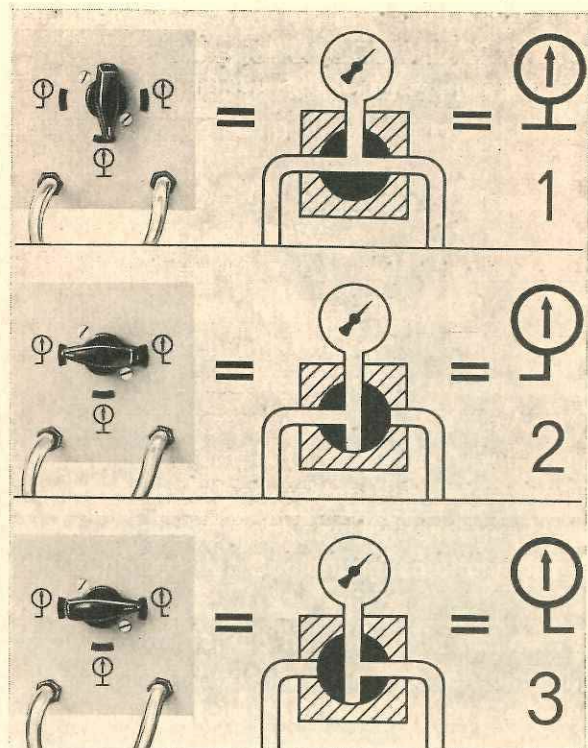 = = 1
= = 2
= = 3